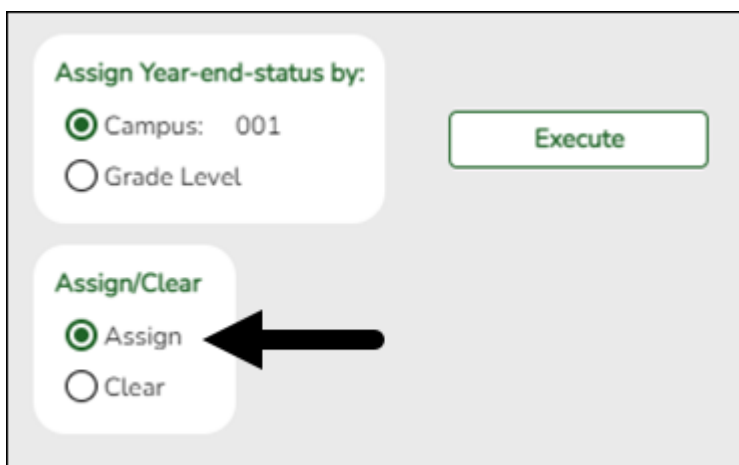 Assign Year-end-status by:
Campus: 001
Grade Level
Execute
Assign/Clear
Assign
Clear